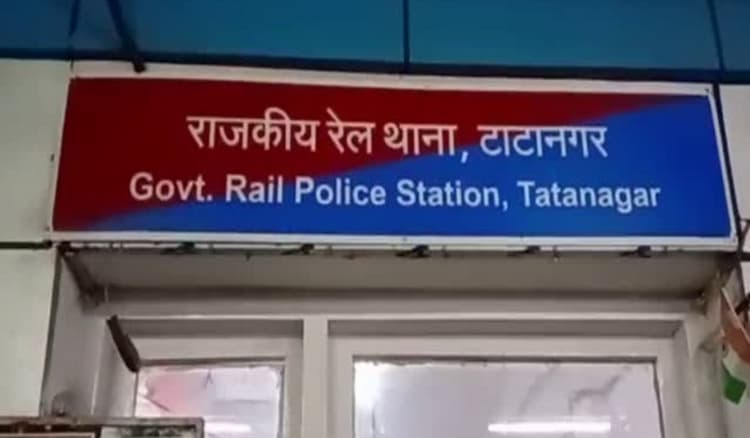 राजकीय रेल थाना, टाटानगर
Govt. Rail Police Station, Tatanagar